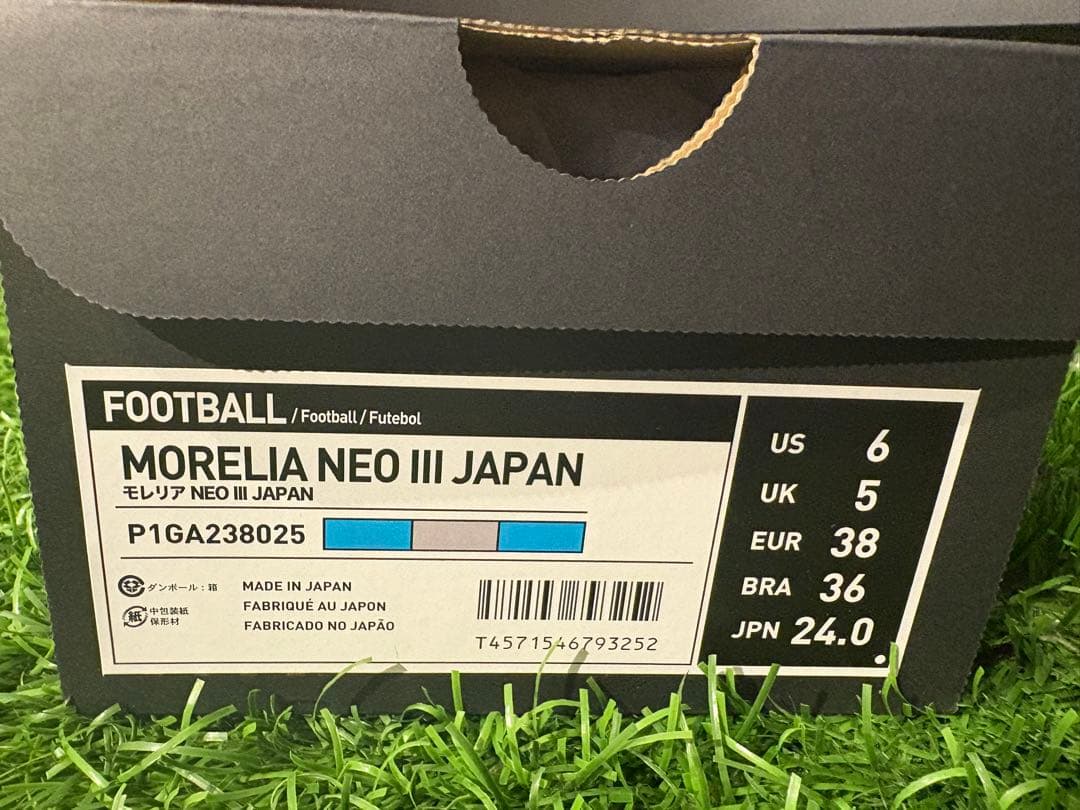 FOOTBALL / Football / Futebol
MORELIA NEO III JAPAN
モレリア NEO III JAPAN
P1GA238025
ダンボール：箱
紙 中包装紙
保形材
MADE IN JAPAN
FABRIQUÉ AU JAPON
FABRICADO NO JAPÃO
T4571546793252
US 6
UK 5
EUR 38
BRA 36
JPN 24.0